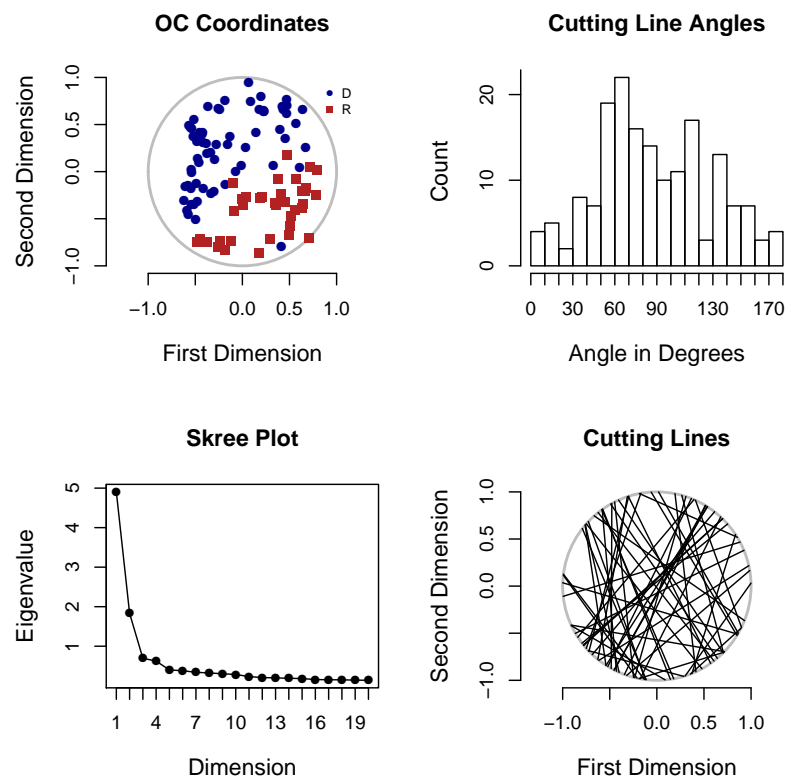 OC Coordinates
Second Dimension
1.0
0.5
0.0
−1.0
D
R
−1.0
0.0
0.5
1.0
First Dimension
Cutting Line Angles
Count
20
10
0
0
30
60
90
130
170
Angle in Degrees
Skree Plot
Eigenvalue
5
4
3
2
1
1
4
7
10
13
16
19
Dimension
Cutting Lines
Second Dimension
1.0
0.5
0.0
−1.0
−1.0
0.0
0.5
1.0
First Dimension